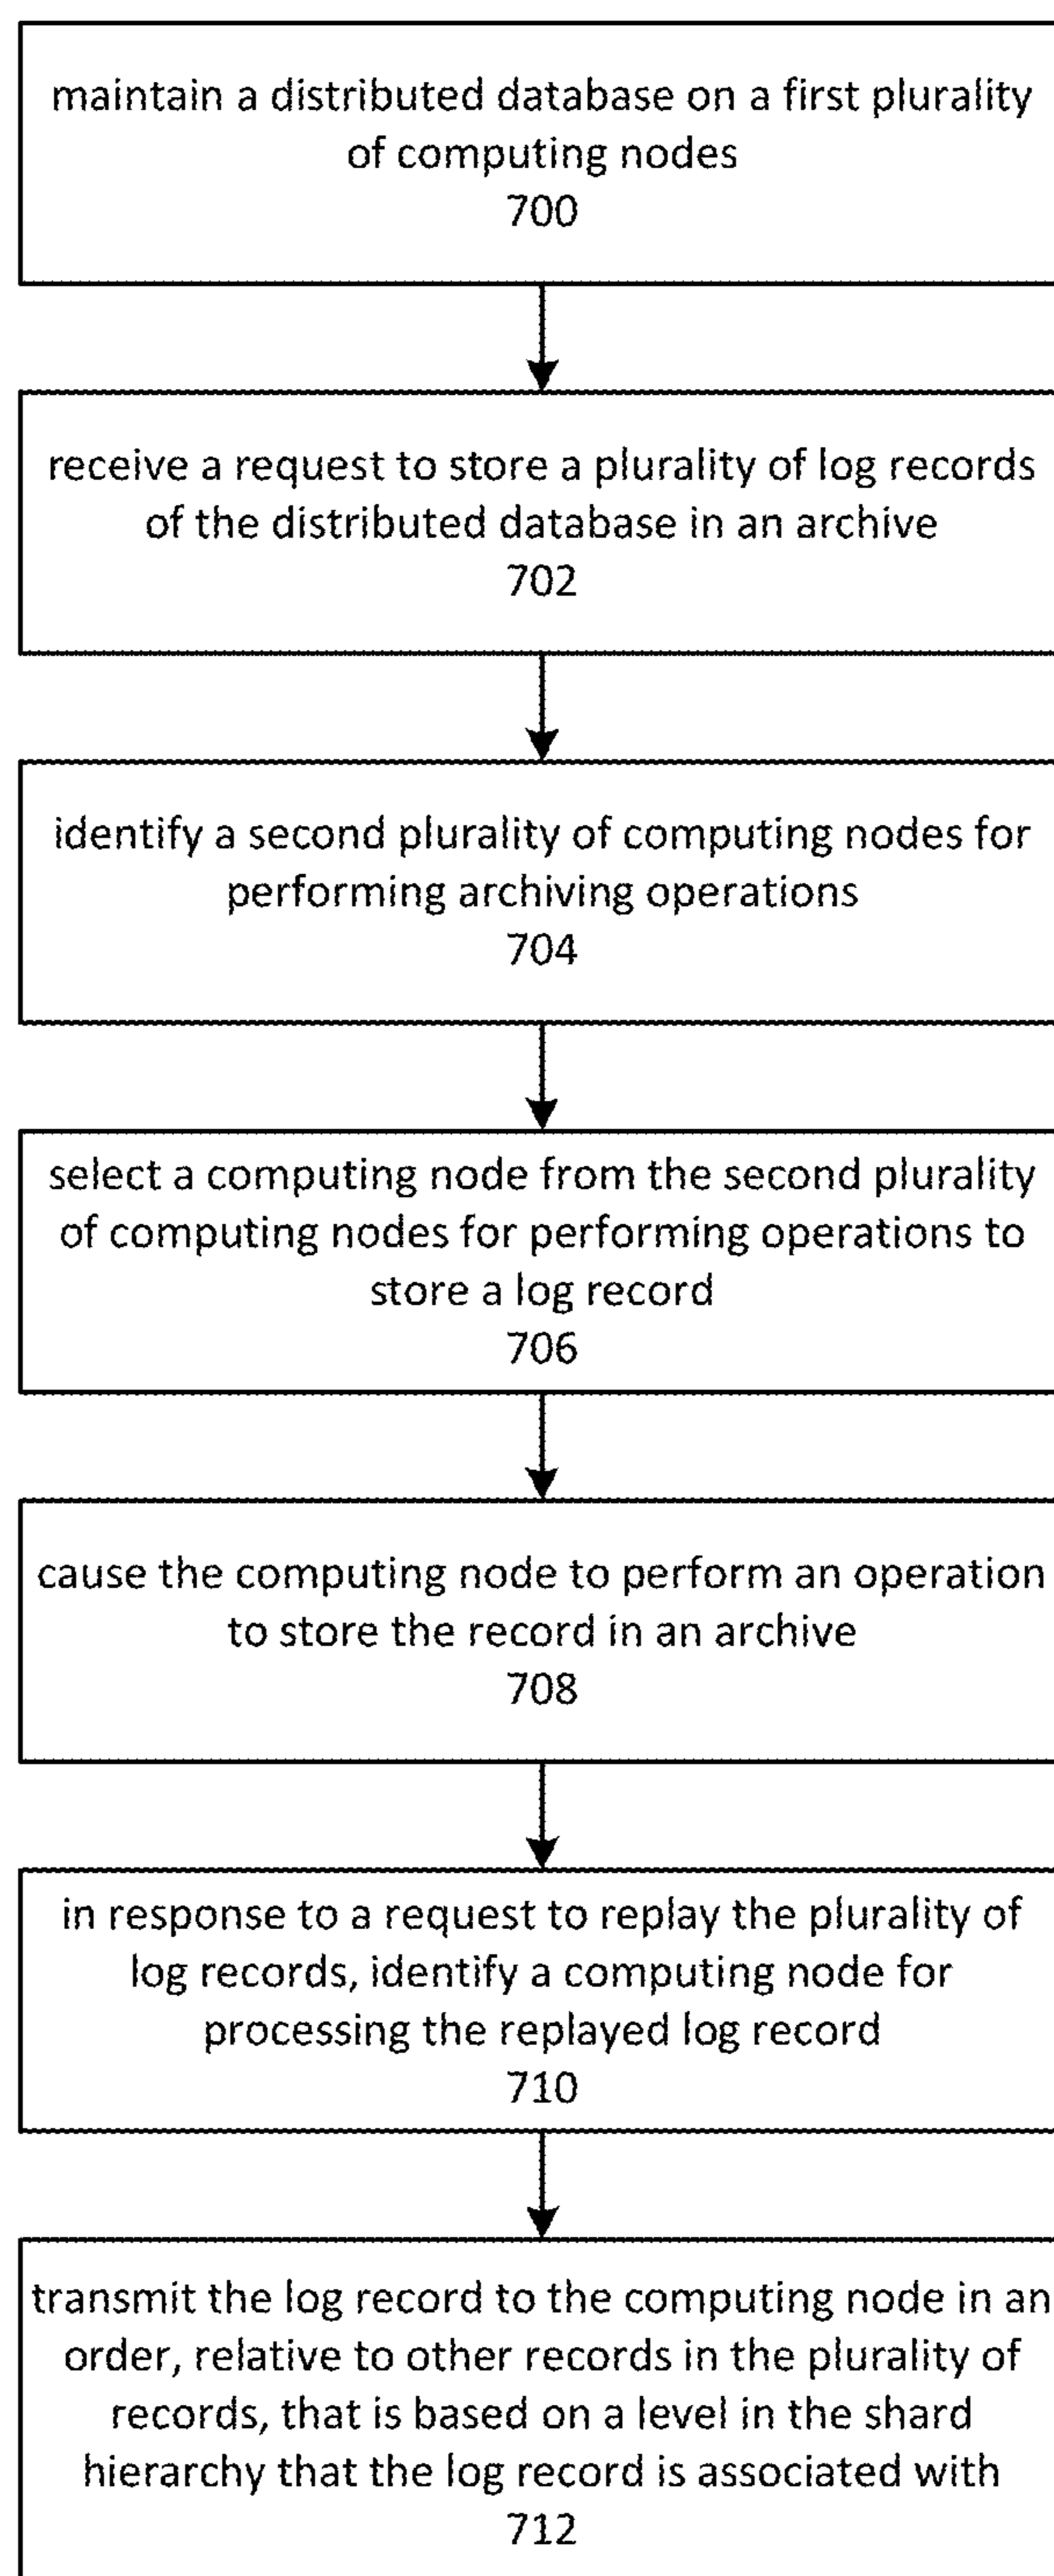 maintain a distributed database on a first plurality
of computing nodes
700
receive a request to store a plurality of log records
of the distributed database in an archive
702
identify a second plurality of computing nodes for
performing archiving operations
704
select a computing node from the second plurality
of computing nodes for performing operations to
store a log record
706
cause the computing node to perform an operation
to store the record in an archive
708
in response to a request to replay the plurality of
log records, identify a computing node for
processing the replayed log record
710
transmit the log record to the computing node in an
order, relative to other records in the plurality of
records, that is based on a level in the shard
hierarchy that the log record is associated with
712